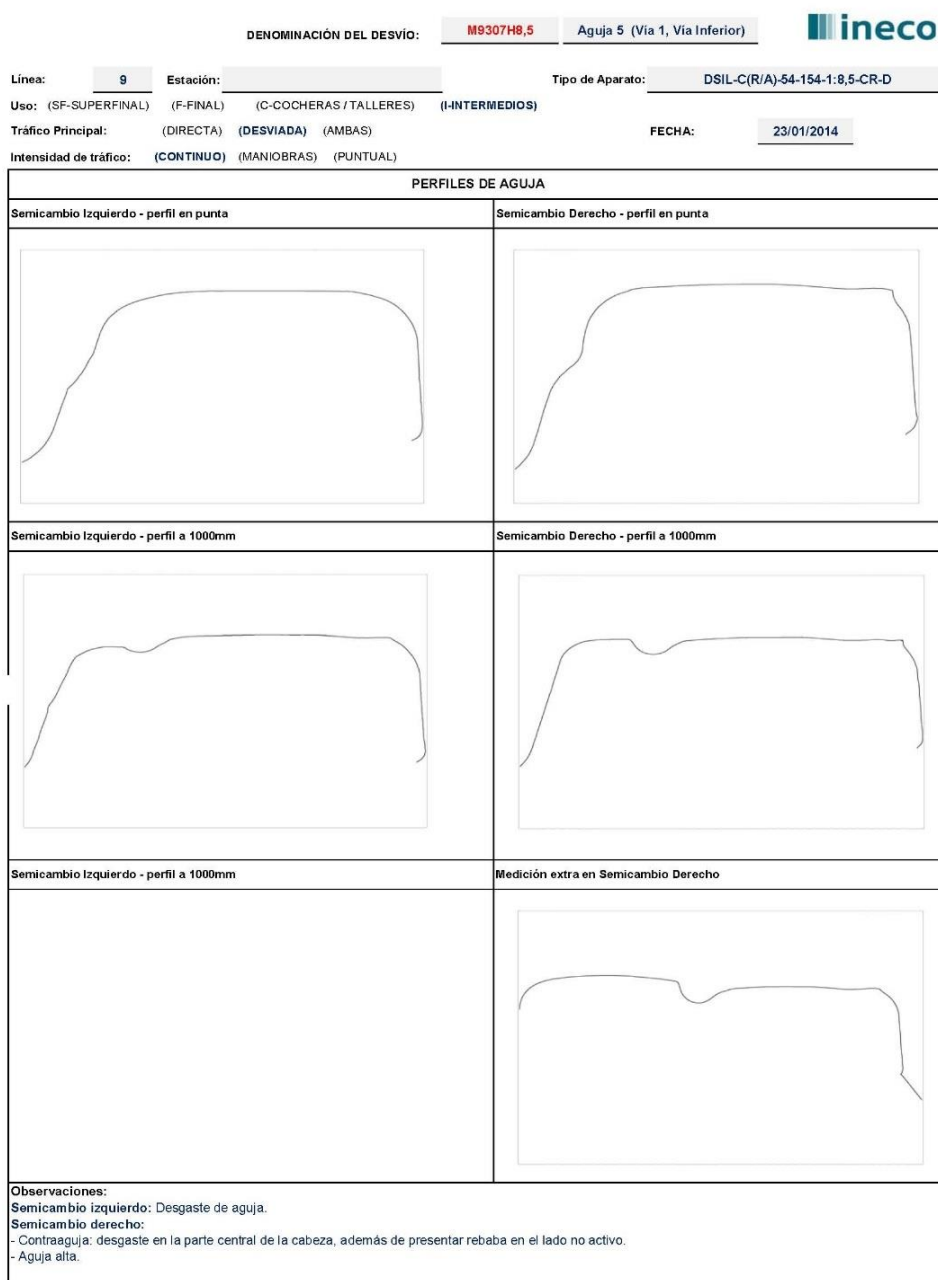 DENOMINACIÓN DEL DESVÍO: M9307H8,5 Aguja 5 (Vía 1, Vía Inferior) ineco
Línea: 9 Estación: Tipo de Aparato: DSIL-C(R/A)-54-154-1:8,5-CR-D
Uso: (SF-SUPERFINAL) (F-FINAL) (C-COCHERAS / TALLERES) (I-INTERMEDIOS)
Tráfico Principal: (DIRECTA) (DESVIADA) (AMBAS) FECHA: 23/01/2014
Intensidad de tráfico: (CONTINUO) (MANIOBRAS) (PUNTUAL)
PERFILES DE AGUJA
Semicambio Izquierdo - perfil en punta Semicambio Derecho - perfil en punta
Semicambio Izquierdo - perfil a 1000mm Semicambio Derecho - perfil a 1000mm
Semicambio Izquierdo - perfil a 1000mm Medición extra en Semicambio Derecho
Observaciones:
Semicambio izquierdo: Desgaste de aguja.
Semicambio derecho:
- Contraaguja: desgaste en la parte central de la cabeza, además de presentar rebaba en el lado no activo.
- Aguja alta.